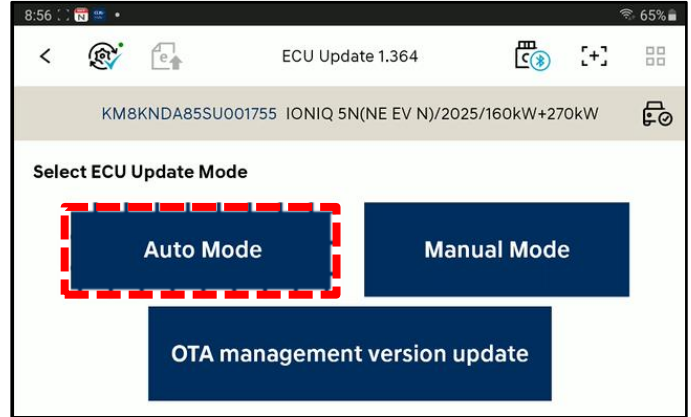 8:56 65%
ECU Update 1.364
KM8KNDA85SU001755 IONIQ 5N(NE EV N)/2025/160kW+270kW
Select ECU Update Mode
Auto Mode Manual Mode
OTA management version update